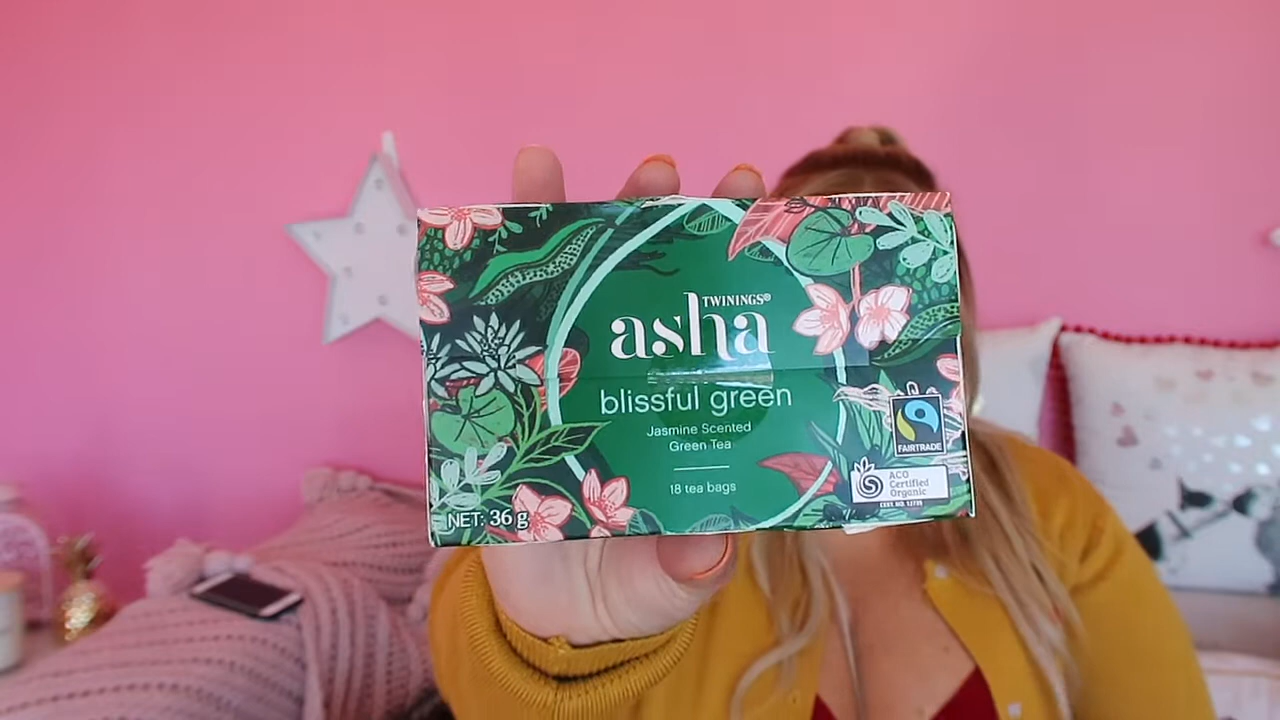 TWININGS®
asha
blissful green
Jasmine Scented
Green Tea
18 tea bags
NET: 36 g
FAIRTRADE
ACO
Certified
Organic